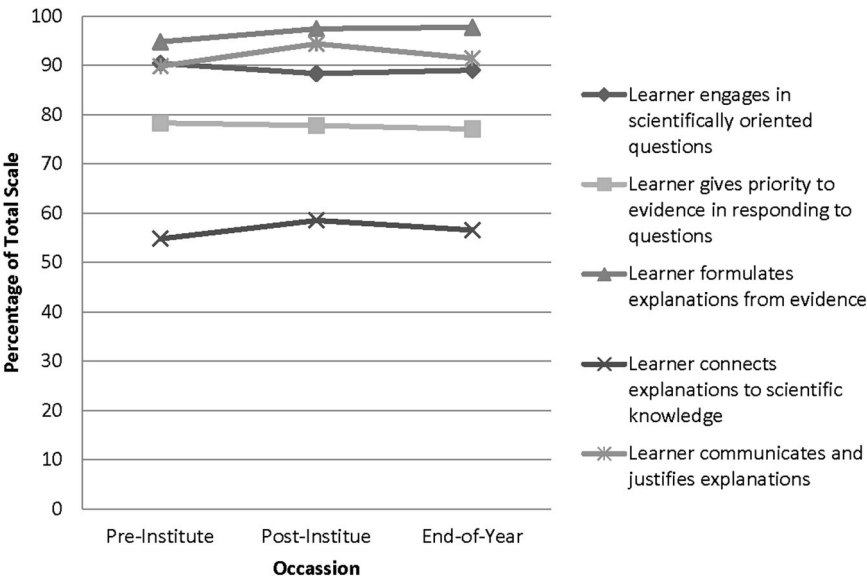 100
90
80
70
60
50
40
30
20
10
0
Percentage of Total Scale
Pre-Institute
Post-Institue
End-of-Year
Occassion
Learner engages in
scientifically oriented
questions
Learner gives priority to
evidence in responding to
questions
Learner formulates
explanations from evidence
Learner connects
explanations to scientific
knowledge
Learner communicates and
justifies explanations